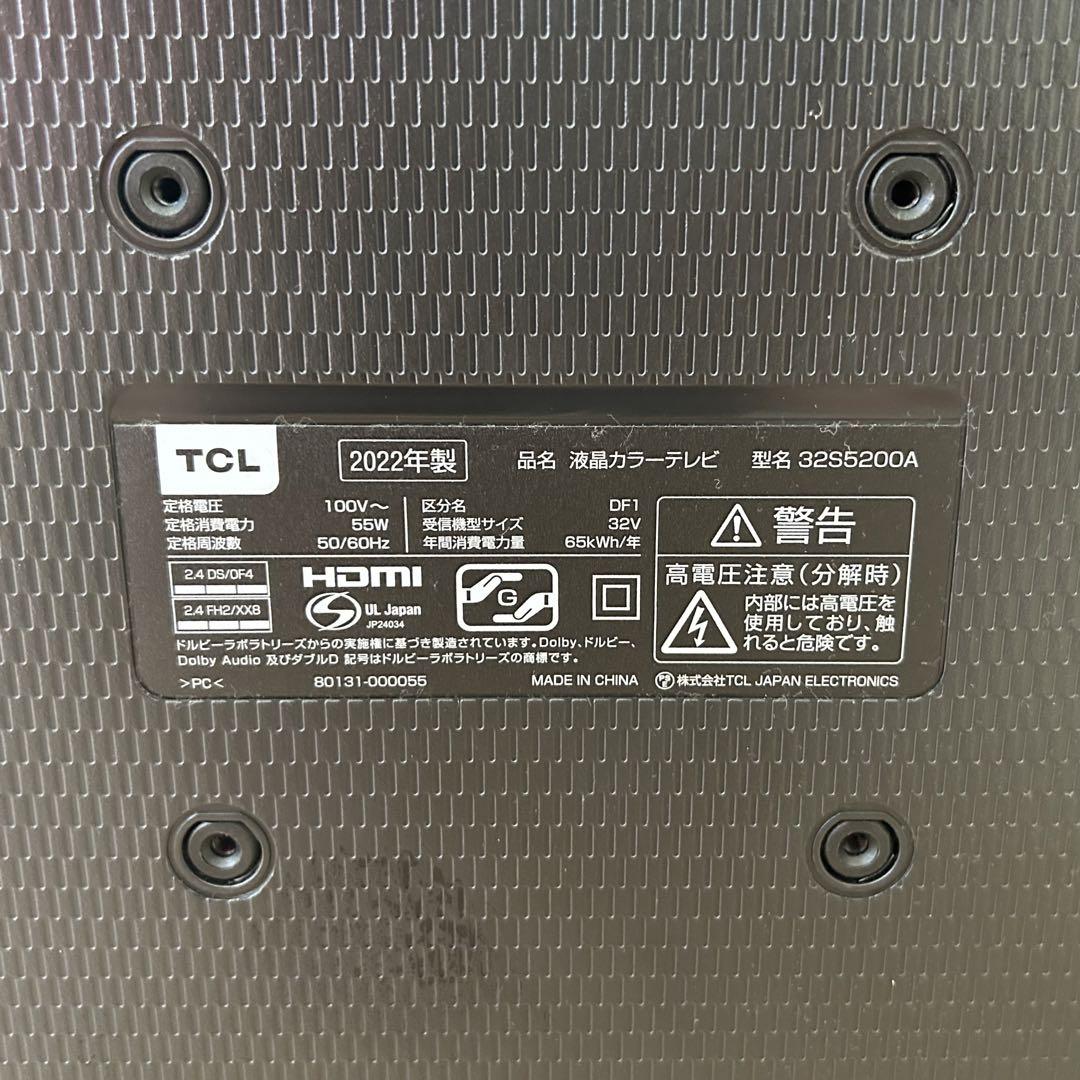 TCL
2022年製
品名 液晶カラーテレビ 型名 32S5200A
定格電圧 100V～
定格消費電力 55W
定格周波数 50/60Hz
区分名 DF1
受信機型サイズ 32V
年間消費電力量 65kWh/年
2.4 DS/OF4
2.4 FH2/XX8
HDMI
S
UL Japan
JP24034
G
警告
高電圧注意(分解時)
内部には高電圧を
使用しており、触
れると危険です。
ドルビーラボラトリーズからの実施権に基づき製造されています。Dolby、ドルビー、
Dolby Audio 及びダブルD 記号はドルビーラボラトリーズの商標です。
>PC< 80131-000055 MADE IN CHINA 株式会社TCL JAPAN ELECTRONICS